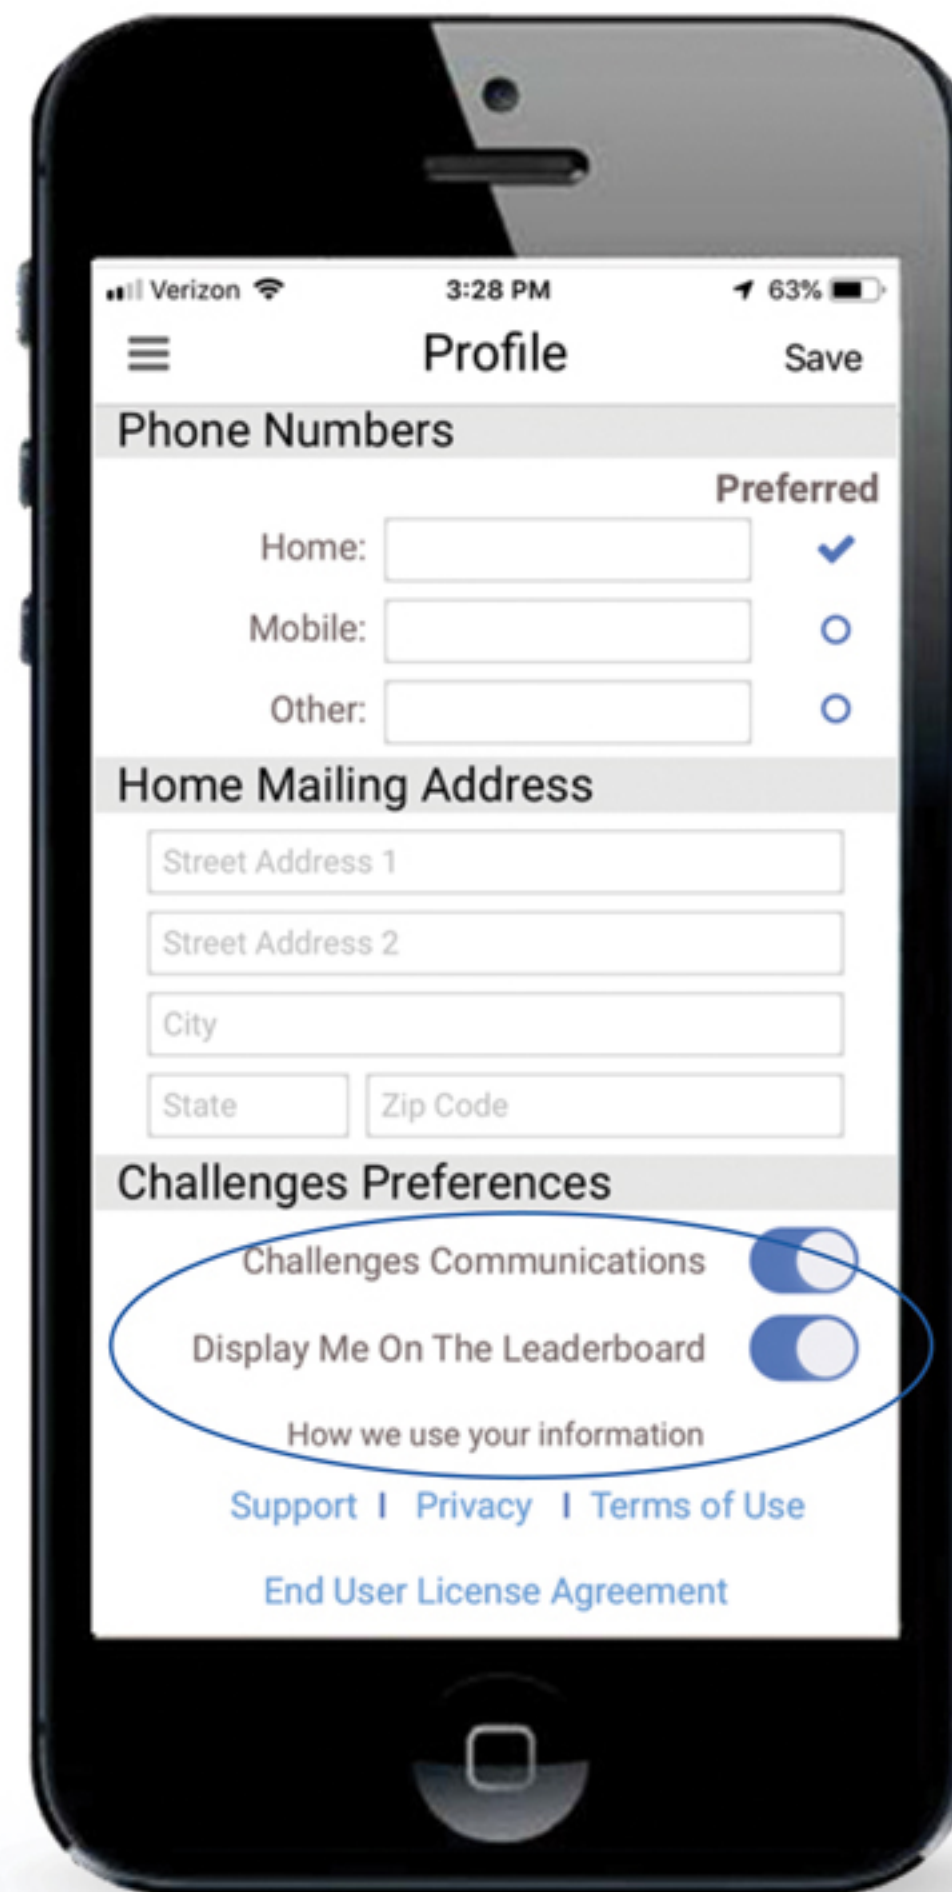 Verizon 3:28 PM 63%
Profile Save
Phone Numbers
Preferred
Home:
Mobile:
Other:
Home Mailing Address
Street Address 1
Street Address 2
City
State Zip Code
Challenges Preferences
Challenges Communications
Display Me On The Leaderboard
How we use your information
Support | Privacy | Terms of Use
End User License Agreement